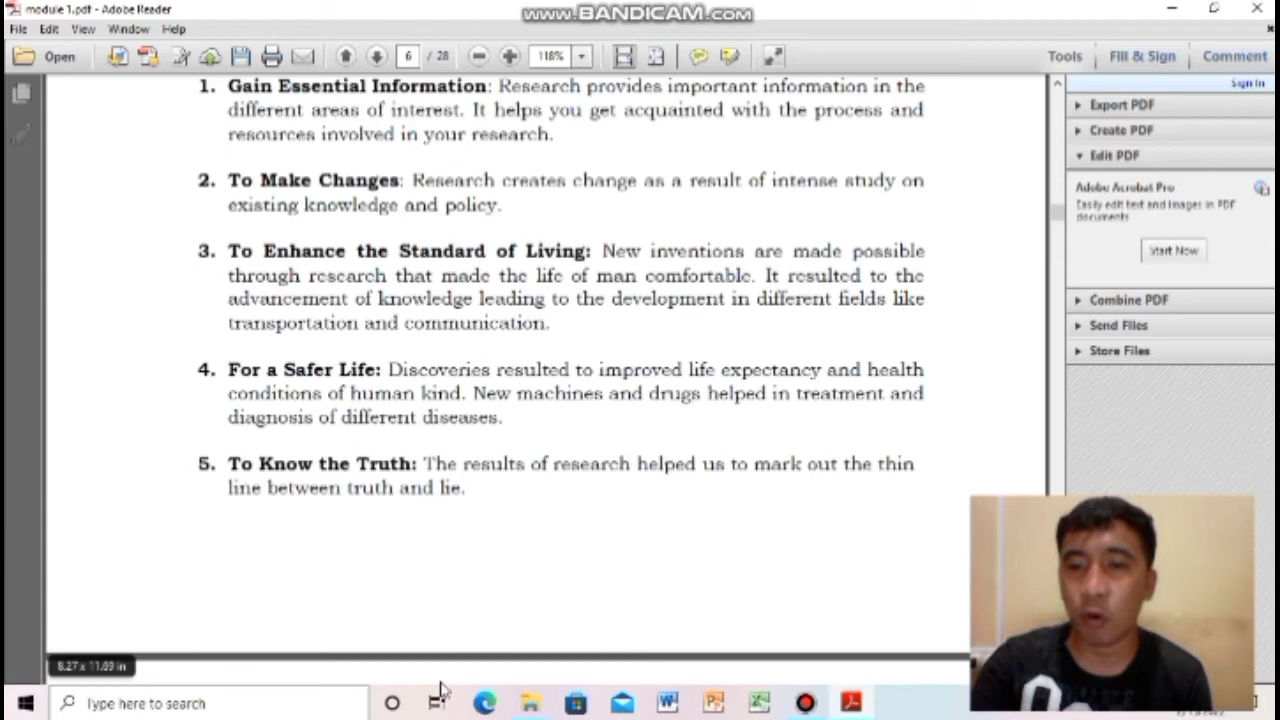 module 1.pdf - Adobe Reader
www.BANDICAM.com
File Edit View Window Help
Open 6 / 28 118% Tools Fill & Sign Comment
Sign In
Export PDF
Create PDF
Edit PDF
Adobe Acrobat Pro
Easily edit text and images in PDF
documents
Start Now
Combine PDF
Send Files
Store Files
1. Gain Essential Information: Research provides important information in the
different areas of interest. It helps you get acquainted with the process and
resources involved in your research.
2. To Make Changes: Research creates change as a result of intense study on
existing knowledge and policy.
3. To Enhance the Standard of Living: New inventions are made possible
through research that made the life of man comfortable. It resulted to the
advancement of knowledge leading to the development in different fields like
transportation and communication.
4. For a Safer Life: Discoveries resulted to improved life expectancy and health
conditions of human kind. New machines and drugs helped in treatment and
diagnosis of different diseases.
5. To Know the Truth: The results of research helped us to mark out the thin
line between truth and lie.
8.27 x 11.69 in
Type here to search